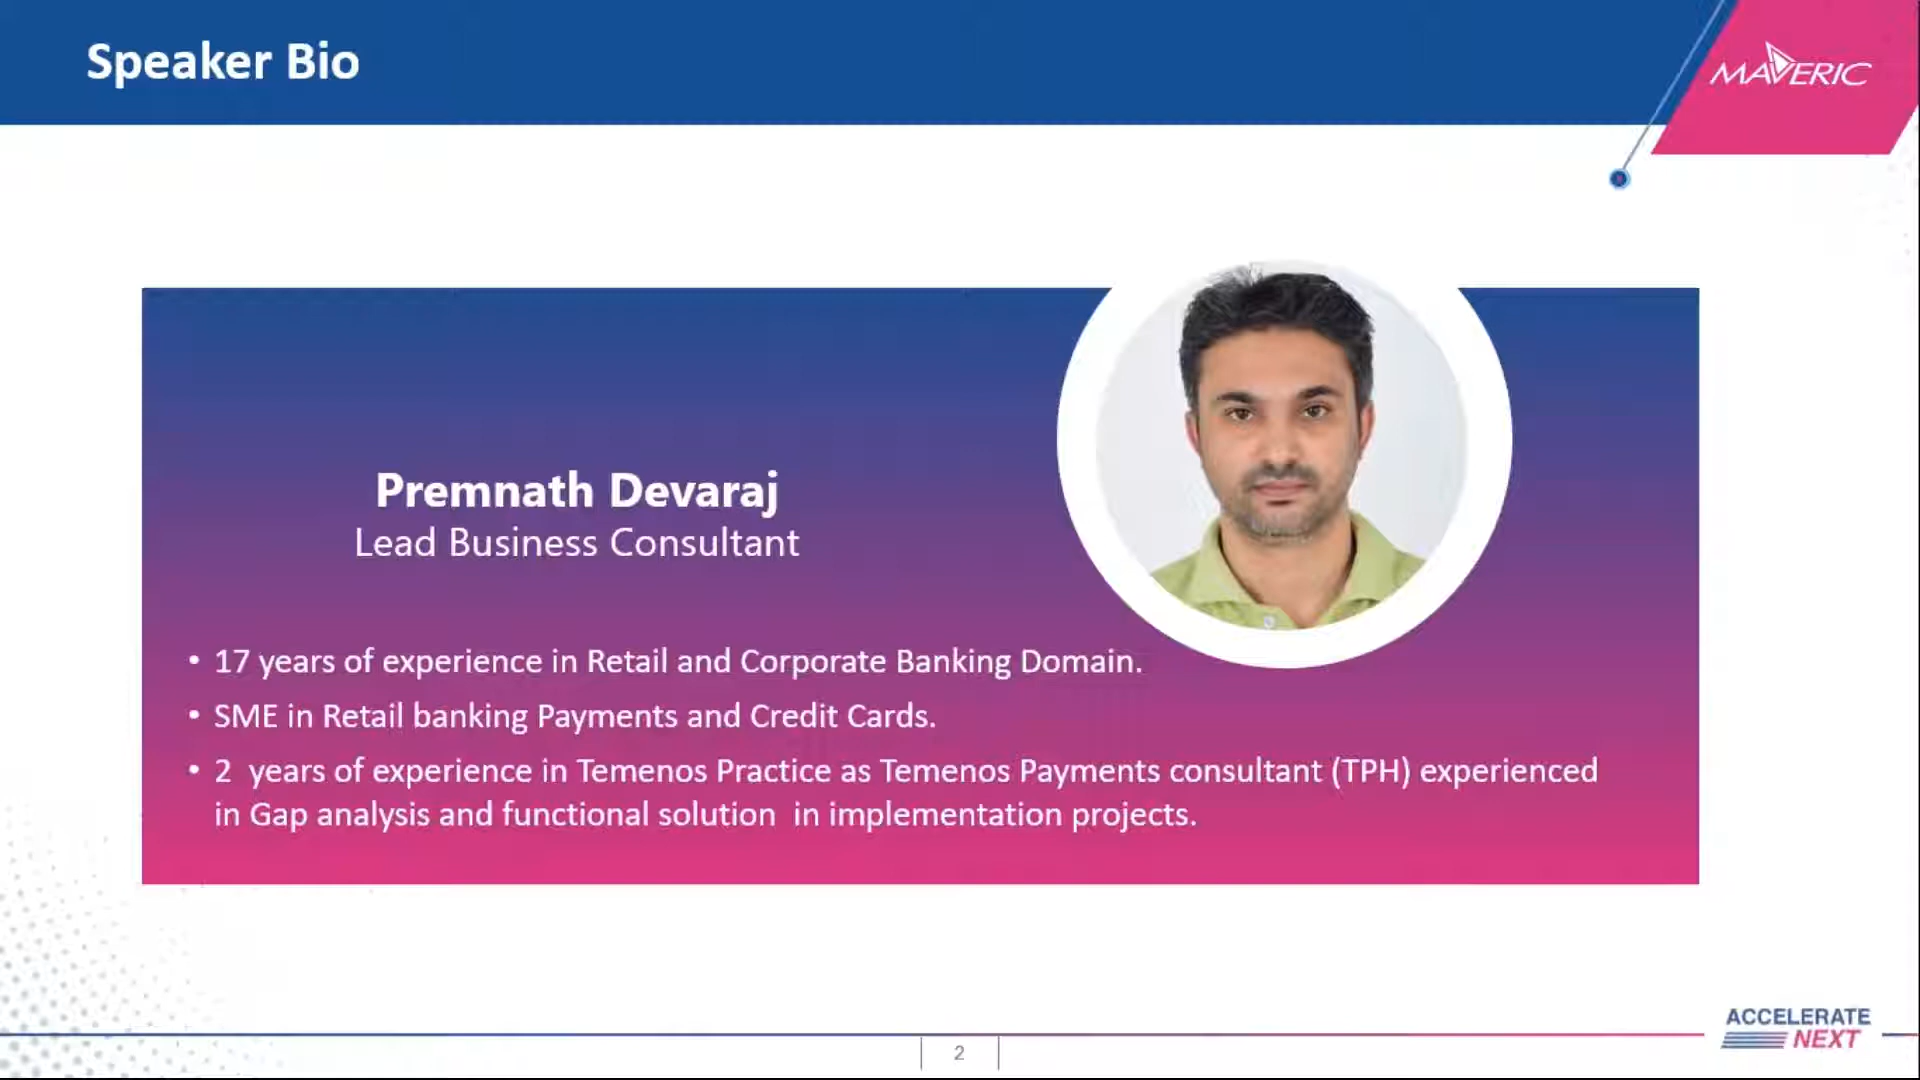 Speaker Bio
MAVERIC
Premnath Devaraj
Lead Business Consultant
• 17 years of experience in Retail and Corporate Banking Domain.
• SME in Retail banking Payments and Credit Cards.
• 2  years of experience in Temenos Practice as Temenos Payments consultant (TPH) experienced
in Gap analysis and functional solution  in implementation projects.
ACCELERATE
NEXT
2